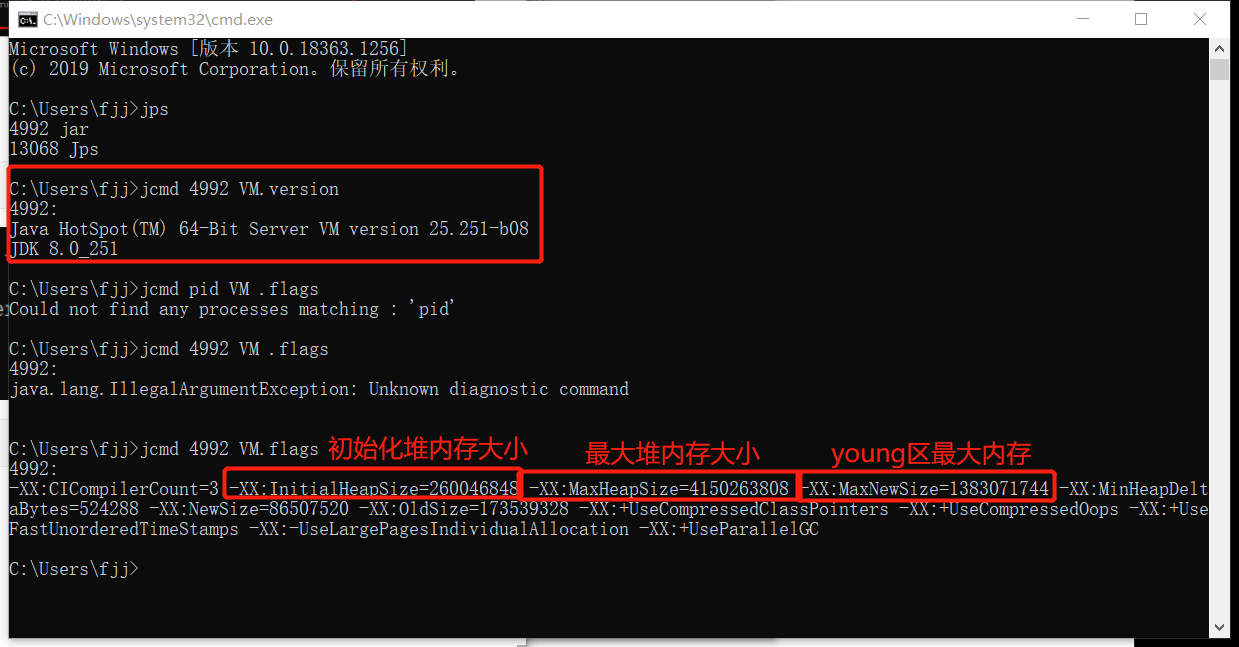 C:\Windows\system32\cmd.exe
Microsoft Windows [版本 10.0.18363.1256]
(c) 2019 Microsoft Corporation。保留所有权利。
C:\Users\fjj>jps
4992 jar
13068 Jps
C:\Users\fjj>jcmd 4992 VM.version
4992:
Java HotSpot(TM) 64-Bit Server VM version 25.251-b08
JDK 8.0_251
C:\Users\fjj>jcmd pid VM .flags
Could not find any processes matching : 'pid'
C:\Users\fjj>jcmd 4992 VM .flags
4992:
java.lang.IllegalArgumentException: Unknown diagnostic command
C:\Users\fjj>jcmd 4992 VM.flags 初始化堆内存大小 最大堆内存大小 young区最大内存
4992:
-XX:CICompilerCount=3 -XX:InitialHeapSize=260046848 -XX:MaxHeapSize=4150263808 -XX:MaxNewSize=1383071744 -XX:MinHeapDelt
aBytes=524288 -XX:NewSize=86507520 -XX:OldSize=173539328 -XX:+UseCompressedClassPointers -XX:+UseCompressedOops -XX:+Use
FastUnorderedTimeStamps -XX:-UseLargePagesIndividualAllocation -XX:+UseParallelGC
C:\Users\fjj>